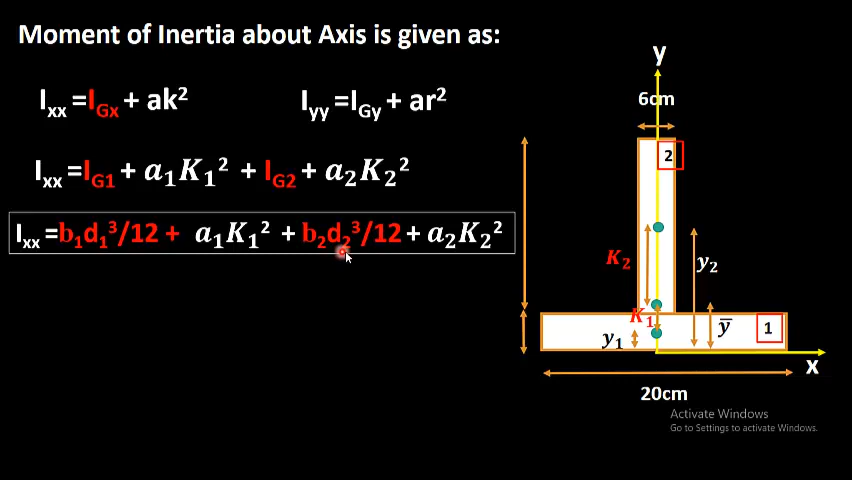 Moment of Inertia about Axis is given as:
Ixx =IGx + ak²
Iyy =IGy + ar²
Ixx =IG1 + a₁K₁² + IG2 + a₂K₂²
Ixx =b₁d₁³/12 + a₁K₁² + b₂d₂³/12 + a₂K₂²
y
6cm
2
K₂
y₂
K₁
y₁
ȳ
1
x
20cm
Activate Windows
Go to Settings to activate Windows.